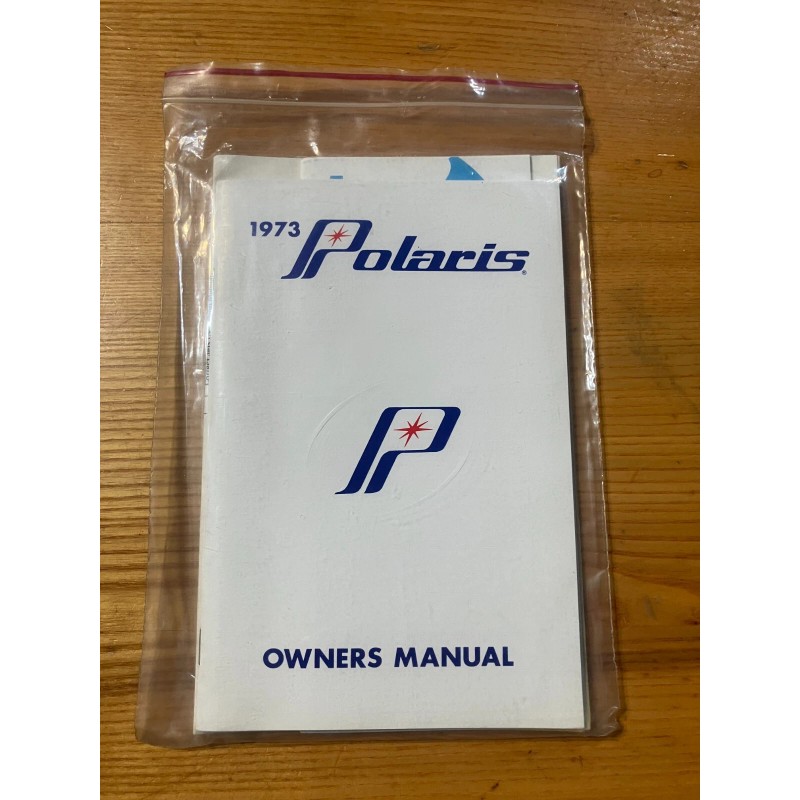 1973 Polaris®
P
OWNERS MANUAL